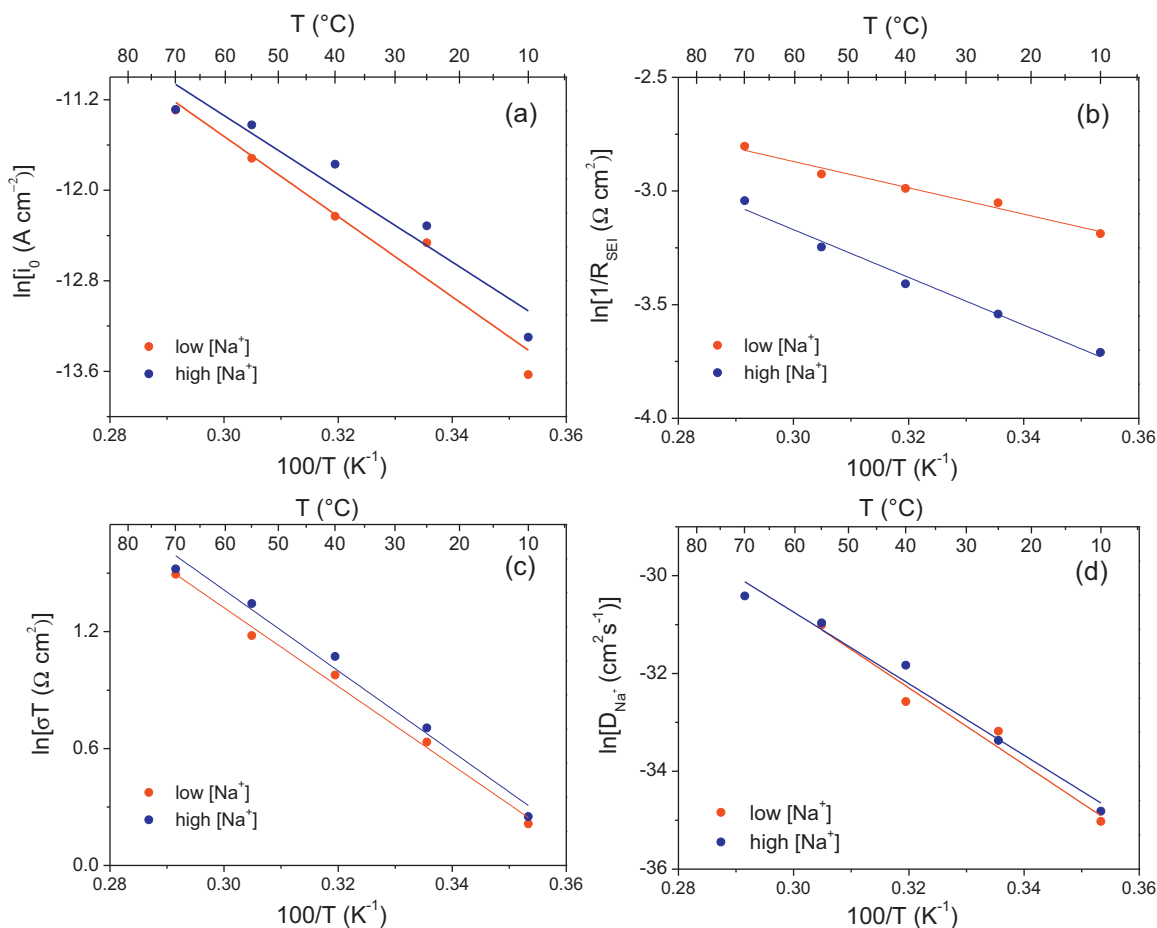 T (°C)
80 70 60 50 40 30 20 10
(a)
-11.2
-12.0
-12.8
-13.6
ln[i₀ (A cm⁻²)]
low [Na⁺]
high [Na⁺]
0.28 0.30 0.32 0.34 0.36
100/T (K⁻¹)
T (°C)
80 70 60 50 40 30 20 10
(b)
-2.5
-3.0
-3.5
-4.0
ln[1/R_SEI] (Ω cm²)
low [Na⁺]
high [Na⁺]
0.28 0.30 0.32 0.34 0.36
100/T (K⁻¹)
T (°C)
80 70 60 50 40 30 20 10
(c)
1.2
0.6
0.0
ln[σT (Ω cm²)]
low [Na⁺]
high [Na⁺]
0.28 0.30 0.32 0.34 0.36
100/T (K⁻¹)
T (°C)
80 70 60 50 40 30 20 10
(d)
-30
-32
-34
-36
ln[D_Na⁺ (cm²s⁻¹)]
low [Na⁺]
high [Na⁺]
0.28 0.30 0.32 0.34 0.36
100/T (K⁻¹)